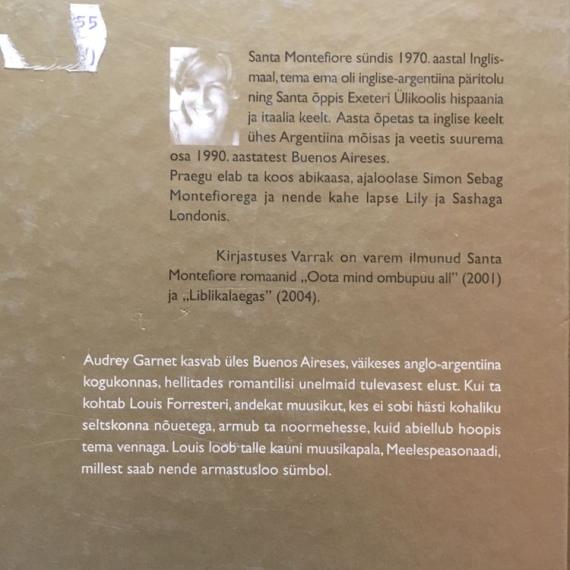 55
Santa Montefiore sündis 1970. aastal Inglis-
maal, tema ema oli inglise-argentiina päritolu
ning Santa õppis Exeteri Ülikoolis hispaania
ja itaalia keelt. Aasta õpetas ta inglise keelt
ühes Argentiina mõisas ja veetis suurema
osa 1990. aastatest Buenos Aireses.
Praegu elab ta koos abikaasa, ajaloolase Simon Sebag
Montefiorega ja nende kahe lapse Lily ja Sashaga
Londonis.
Kirjastuses Varrak on varem ilmunud Santa
Montefiore romaanid „Oota mind ombupuu all” (2001)
ja „Liblikalaegas” (2004).
Audrey Garnet kasvab üles Buenos Aireses, väikeses anglo-argentiina
kogukonnas, hellitades romantilisi unelmaid tulevasest elust. Kui ta
kohtab Louis Forresteri, andekat muusikut, kes ei sobi hästi kohaliku
seltskonna nõuetega, armub ta noormehesse, kuid abiellub hoopis
tema vennaga. Louis loob talle kauni muusikapala, Meelespeasonaadi,
millest saab nende armastusloo sümbol.